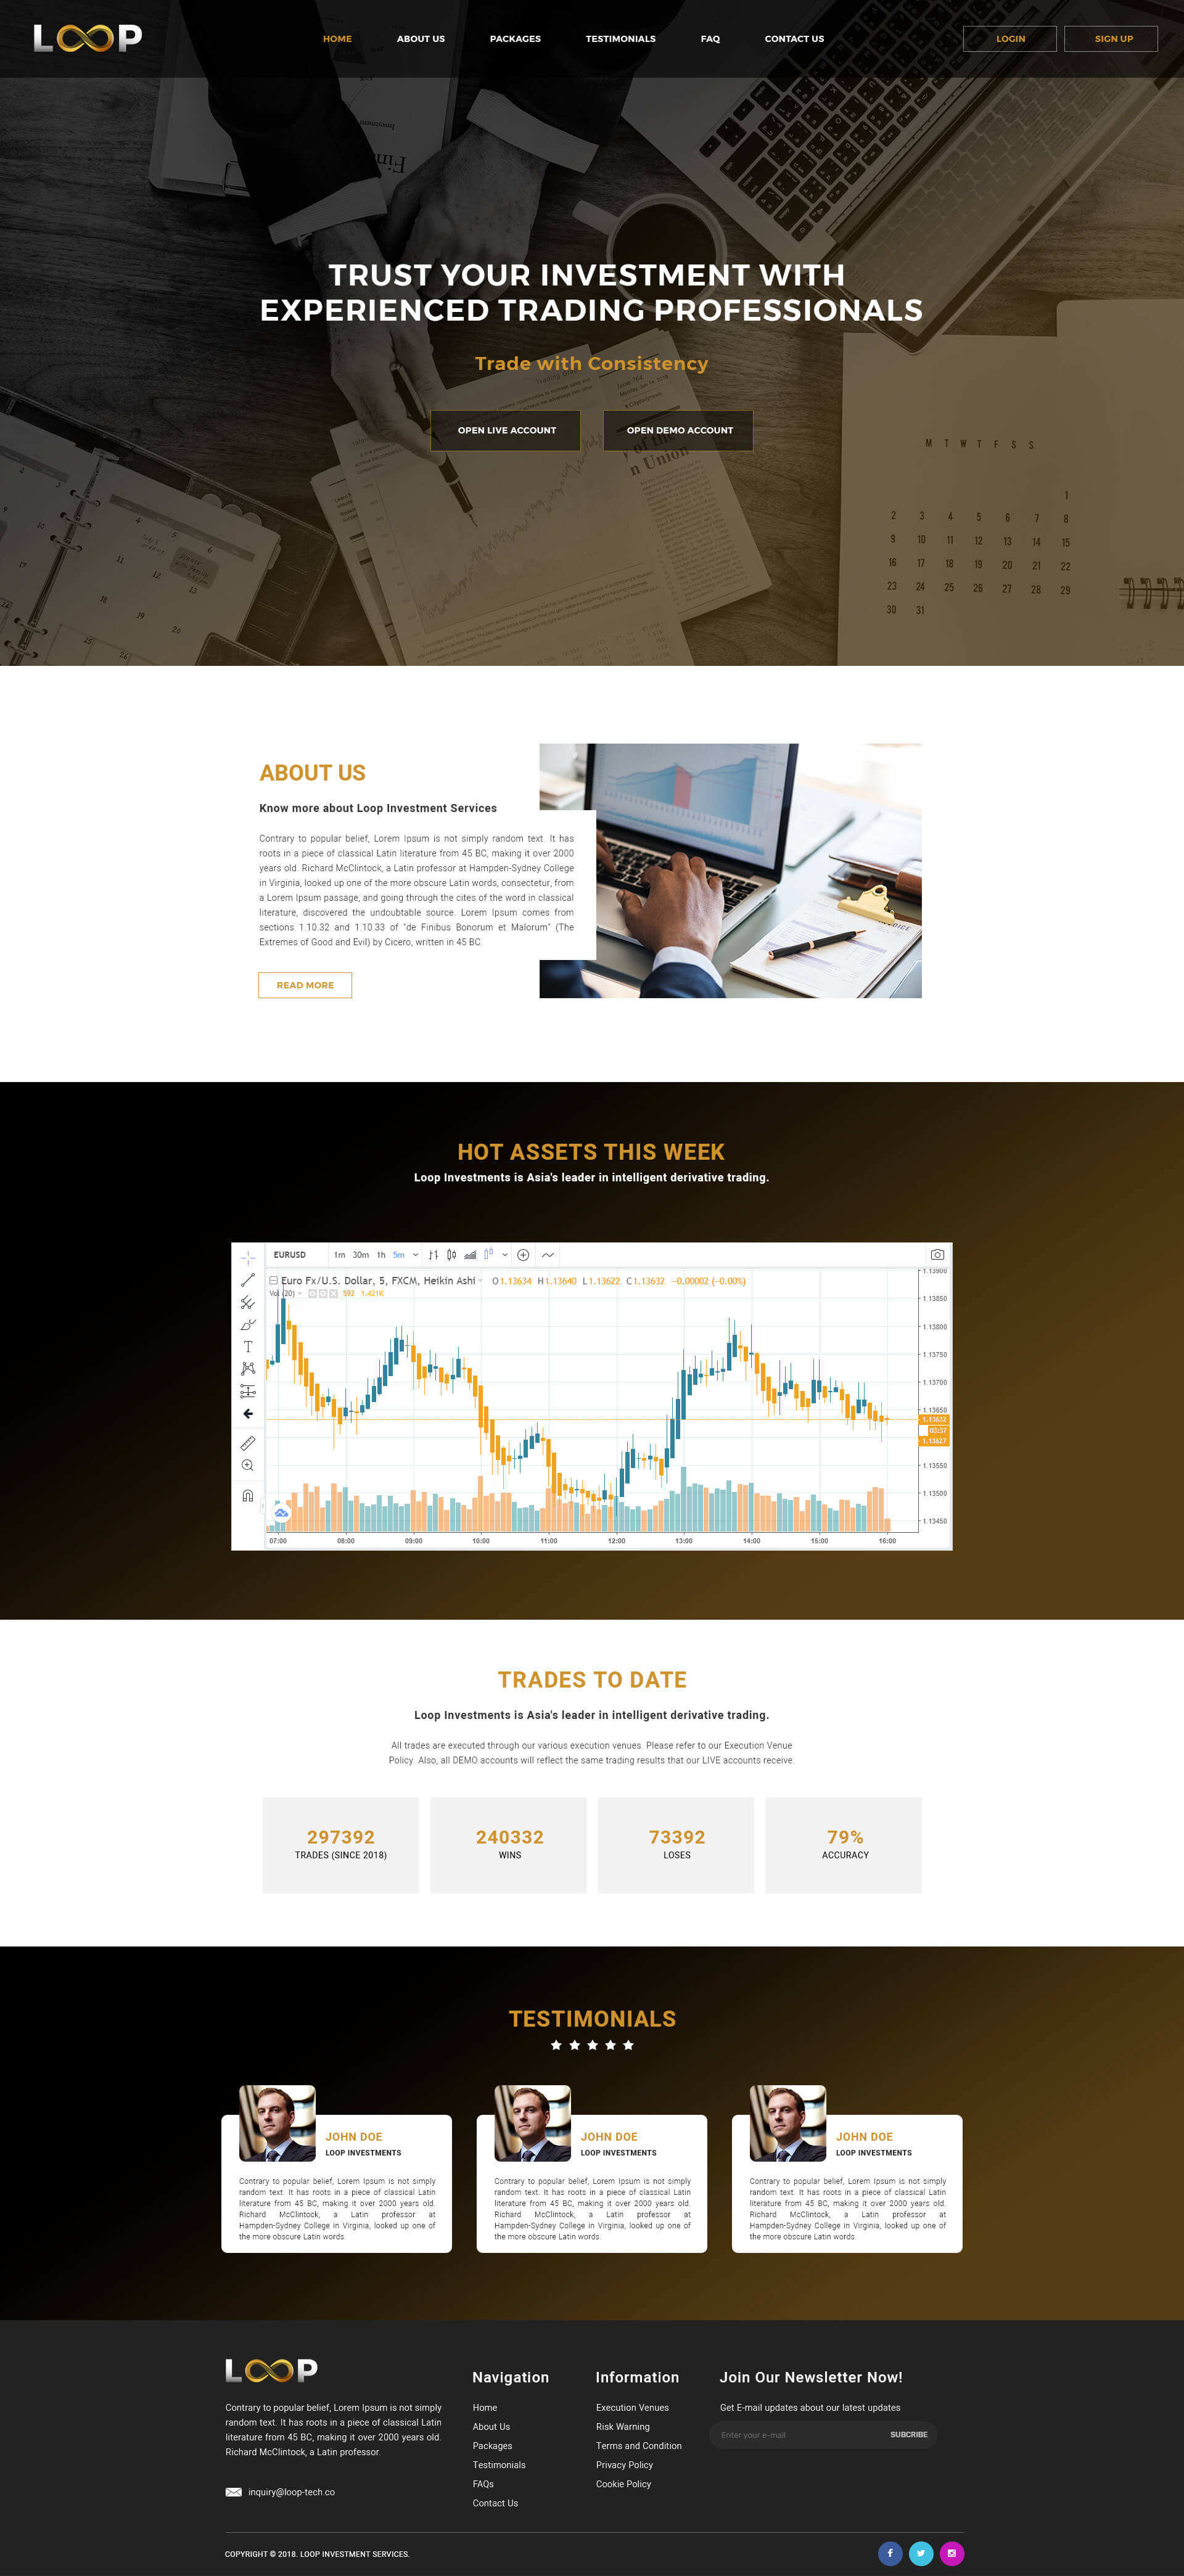 LOOP
HOME ABOUT US PACKAGES TESTIMONIALS FAQ CONTACT US
LOGIN SIGN UP
TRUST YOUR INVESTMENT WITH
EXPERIENCED TRADING PROFESSIONALS
Trade with Consistency
OPEN LIVE ACCOUNT OPEN DEMO ACCOUNT
of the
n Union
M T W T F S S
1
2 3 4 5 6 7 8
9 10 11 12 13 14 15
16 17 18 19 20 21 22
23 24 25 26 27 28 29
30 31
ABOUT US
Know more about Loop Investment Services
Contrary to popular belief, Lorem Ipsum is not simply random text. It has
roots in a piece of classical Latin literature from 45 BC, making it over 2000
years old. Richard McClintock, a Latin professor at Hampden-Sydney College
in Virginia, looked up one of the more obscure Latin words, consectetur, from
a Lorem Ipsum passage, and going through the cites of the word in classical
literature, discovered the undoubtable source. Lorem Ipsum comes from
sections 1.10.32 and 1.10.33 of "de Finibus Bonorum et Malorum" (The
Extremes of Good and Evil) by Cicero, written in 45 BC.
READ MORE
HOT ASSETS THIS WEEK
Loop Investments is Asia's leader in intelligent derivative trading.
EURUSD 1m 30m 1h 5m
Euro Fx/U.S. Dollar, 5, FXCM, Heikin Ashi O1.13634 H1.13640 L1.13622 C1.13632 −0.00002 (−0.00%)
Vol (20) 592 1.421K
1.13900
1.13850
1.13800
1.13750
1.13700
1.13650
1.13632
03:37
1.13627
1.13550
1.13500
1.13450
07:00 08:00 09:00 10:00 11:00 12:00 13:00 14:00 15:00 16:00
TRADES TO DATE
Loop Investments is Asia's leader in intelligent derivative trading.
All trades are executed through our various execution venues. Please refer to our Execution Venue
Policy. Also, all DEMO accounts will reflect the same trading results that our LIVE accounts receive.
297392 240332 73392 79%
TRADES (SINCE 2018) WINS LOSES ACCURACY
TESTIMONIALS
JOHN DOE
LOOP INVESTMENTS
Contrary to popular belief, Lorem Ipsum is not simply
random text. It has roots in a piece of classical Latin
literature from 45 BC, making it over 2000 years old.
Richard McClintock, a Latin professor at
Hampden-Sydney College in Virginia, looked up one of
the more obscure Latin words.
JOHN DOE
LOOP INVESTMENTS
Contrary to popular belief, Lorem Ipsum is not simply
random text. It has roots in a piece of classical Latin
literature from 45 BC, making it over 2000 years old.
Richard McClintock, a Latin professor at
Hampden-Sydney College in Virginia, looked up one of
the more obscure Latin words.
JOHN DOE
LOOP INVESTMENTS
Contrary to popular belief, Lorem Ipsum is not simply
random text. It has roots in a piece of classical Latin
literature from 45 BC, making it over 2000 years old.
Richard McClintock, a Latin professor at
Hampden-Sydney College in Virginia, looked up one of
the more obscure Latin words.
LOOP
Contrary to popular belief, Lorem Ipsum is not simply
random text. It has roots in a piece of classical Latin
literature from 45 BC, making it over 2000 years old.
Richard McClintock, a Latin professor.
inquiry@loop-tech.co
Navigation
Home
About Us
Packages
Testimonials
FAQs
Contact Us
Information
Execution Venues
Risk Warning
Terms and Condition
Privacy Policy
Cookie Policy
Join Our Newsletter Now!
Get E-mail updates about our latest updates
Enter your e-mail SUBCRIBE
COPYRIGHT © 2018. LOOP INVESTMENT SERVICES.